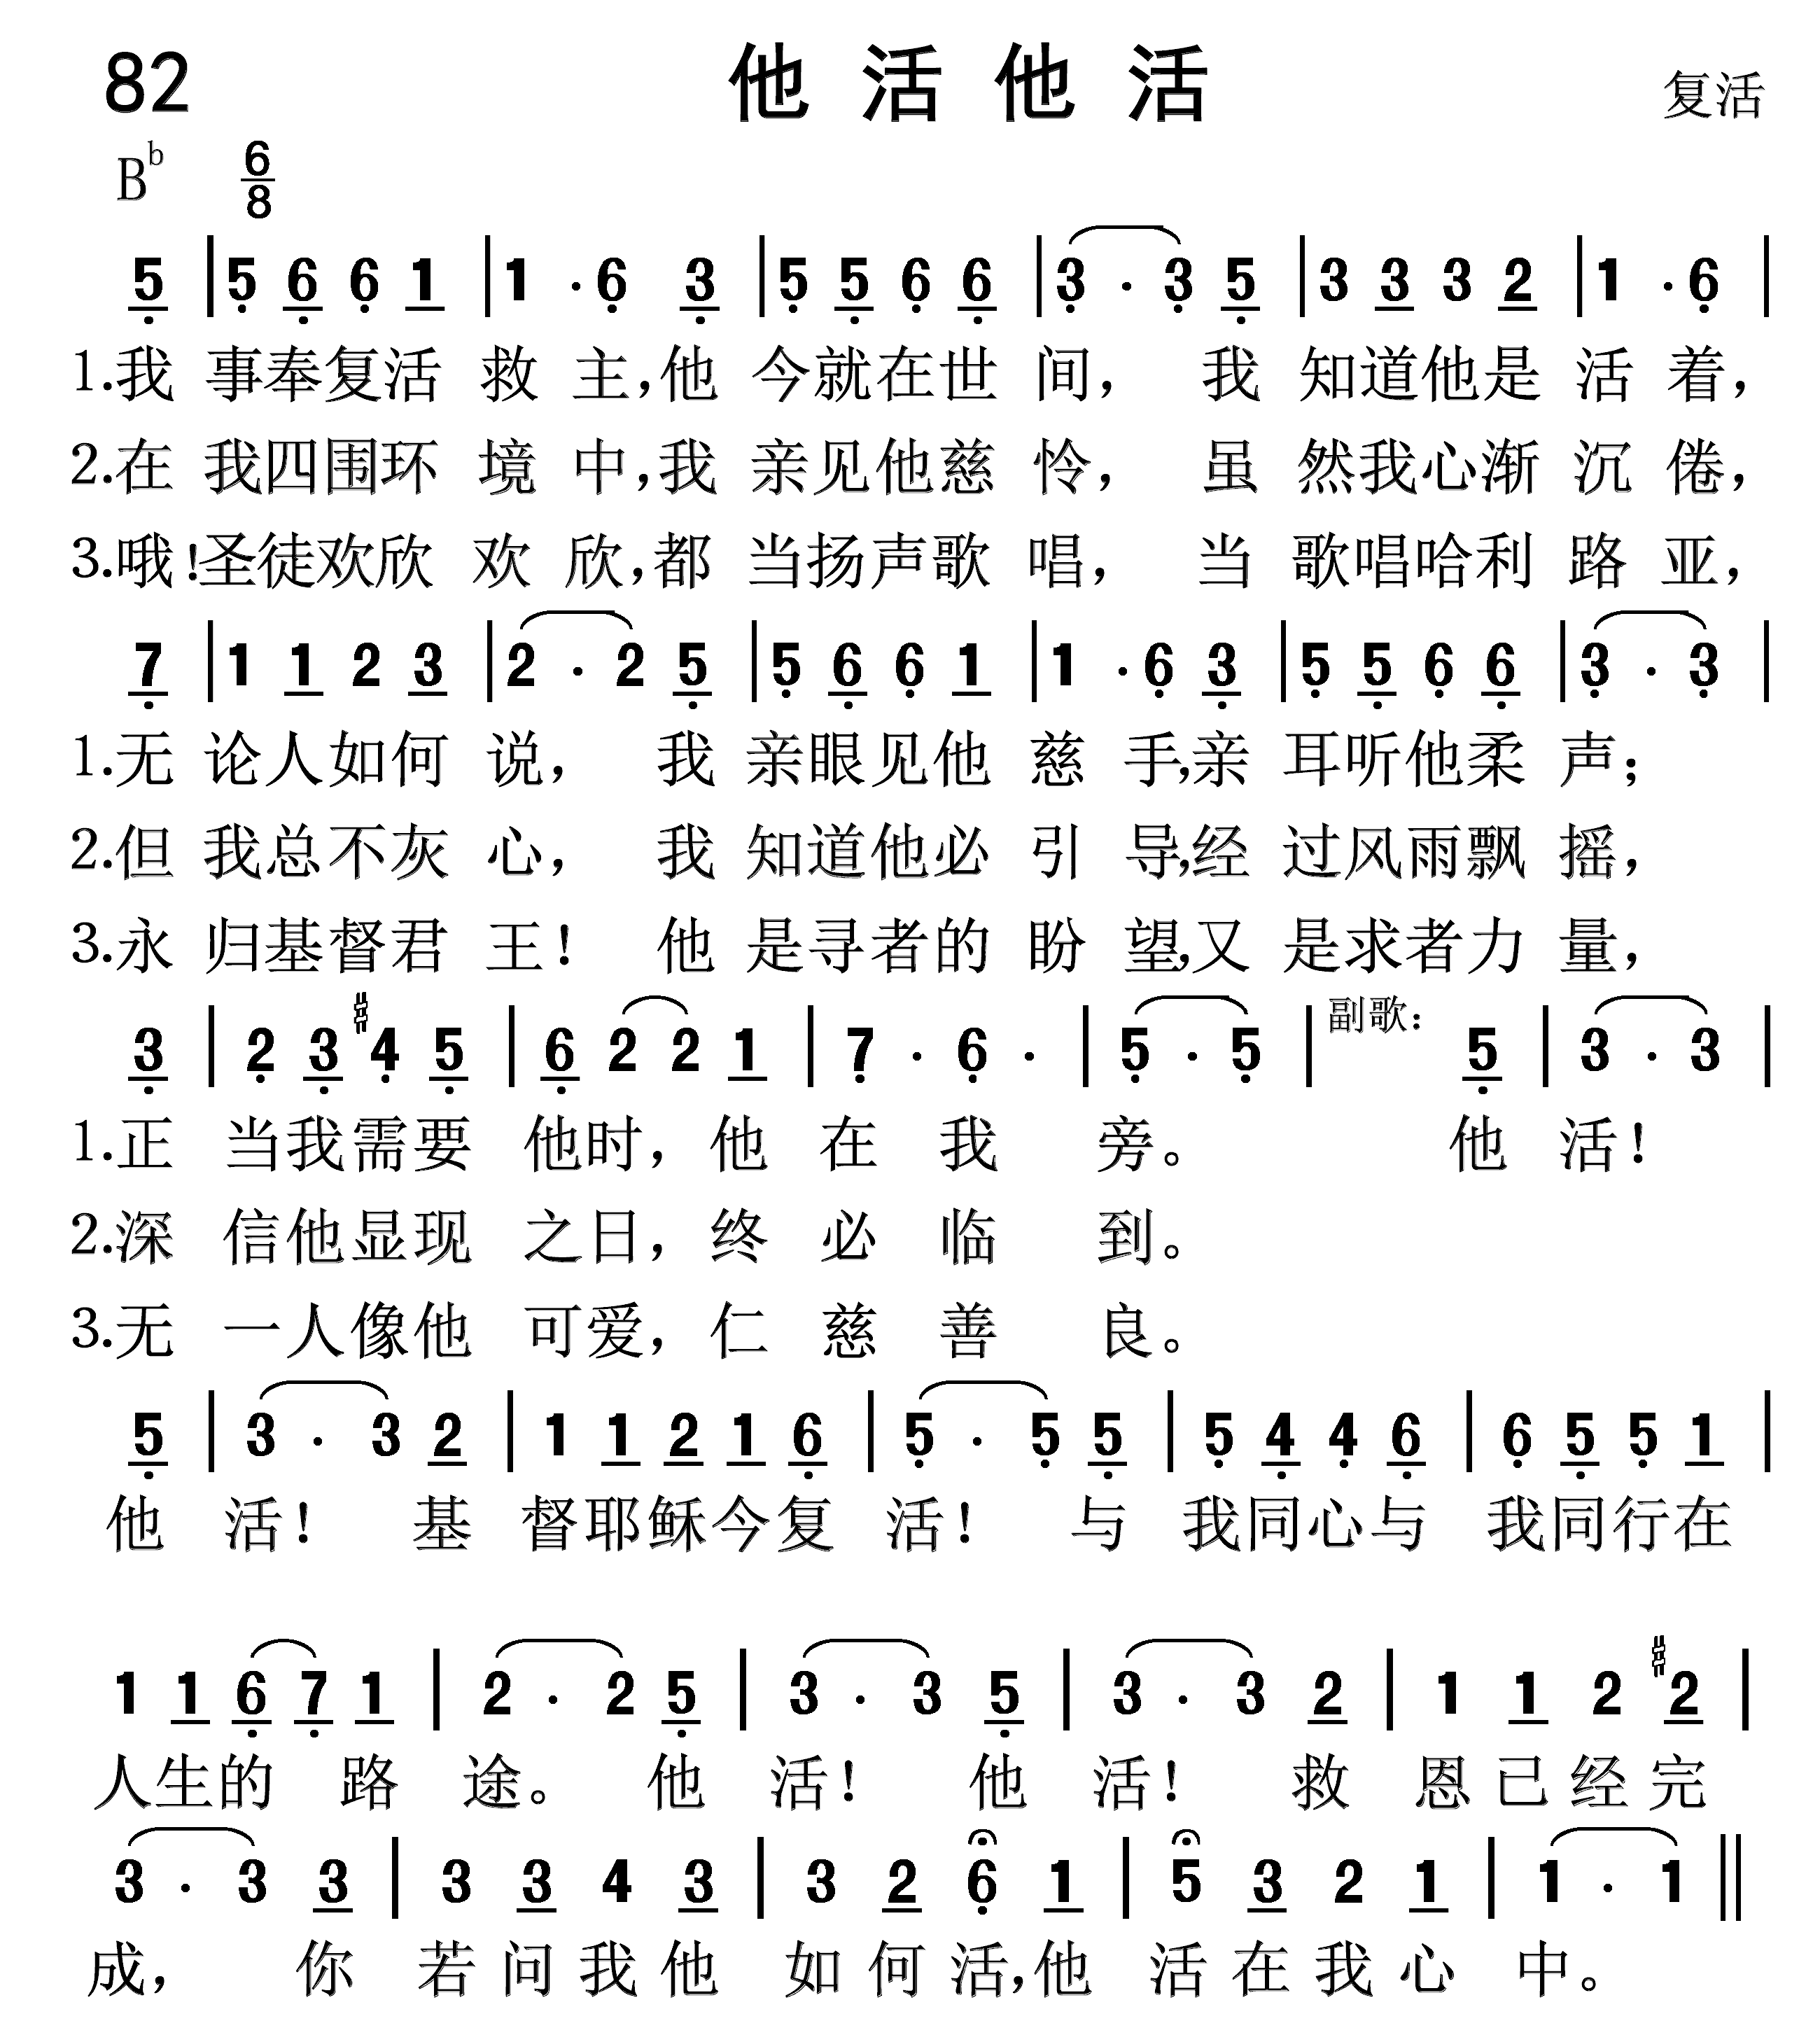 82 他活他活 复活
B♭ 6/8
5 | 5 6 6 1 | 1 · 6 3 | 5 5 6 6 | 3 · 3 5 | 3 3 3 2 | 1 · 6 |
1.我 事奉复活 救 主,他 今就在世 间, 我 知道他是 活 着,
2.在 我四围环 境 中,我 亲见他慈 怜, 虽 然我心渐 沉 倦,
3.哦!圣徒欢欣 欢 欣,都 当扬声歌 唱, 当 歌唱哈利 路 亚,
7 | 1 1 2 3 | 2 · 2 5 | 5 6 6 1 | 1 · 6 3 | 5 5 6 6 | 3 · 3 |
1.无 论人如何 说, 我 亲眼见他 慈 手,亲 耳听他柔 声;
2.但 我总不灰 心, 我 知道他必 引 导,经 过风雨飘 摇,
3.永 归基督君 王! 他 是寻者的 盼 望,又 是求者力 量,
3 | 2 3 #4 5 | 6 2 2 1 | 7 · 6 · | 5 · 5 | 副歌: 5 | 3 · 3 |
1.正 当我需要 他时,他 在 我 旁。 他 活!
2.深 信他显现 之日,终 必 临 到。
3.无 一人像他 可爱,仁 慈 善 良。
5 | 3 · 3 2 | 1 1 2 1 6 | 5 · 5 5 | 5 4 4 6 | 6 5 5 1 |
他 活! 基 督耶稣今复 活! 与 我同心与 我同行在
1 1 6 7 1 | 2 · 2 5 | 3 · 3 5 | 3 · 3 2 | 1 1 2 #2 |
人生的 路 途。 他 活! 他 活! 救 恩已经完
3 · 3 3 | 3 3 4 3 | 3 2 6 1 | 5 3 2 1 | 1 · 1 ||
成, 你 若问我他 如何活,他 活在我心 中。